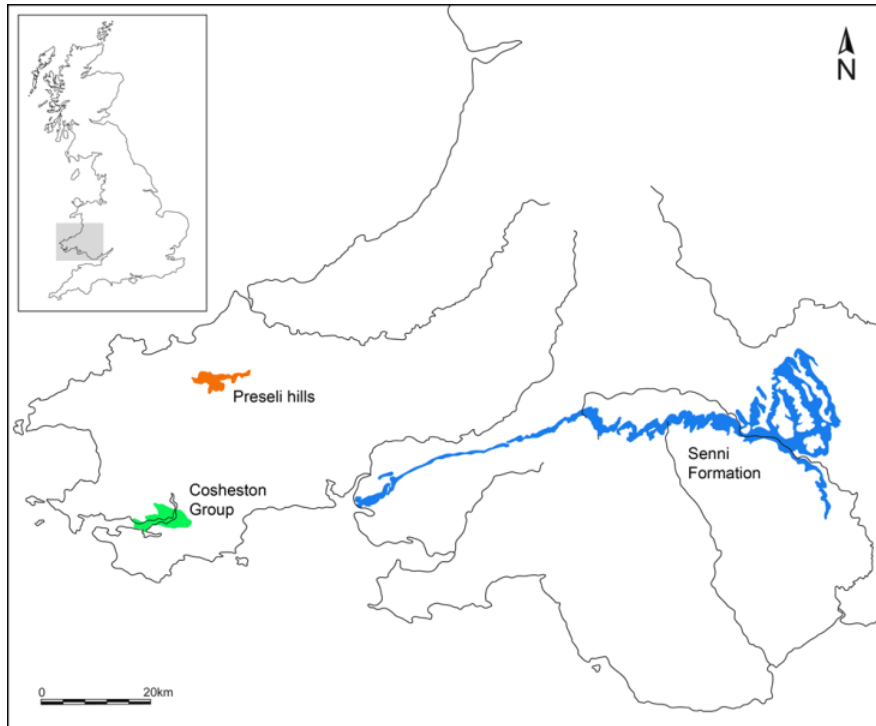 N
Preseli hills
Cosheston
Group
Senni
Formation
0
20km